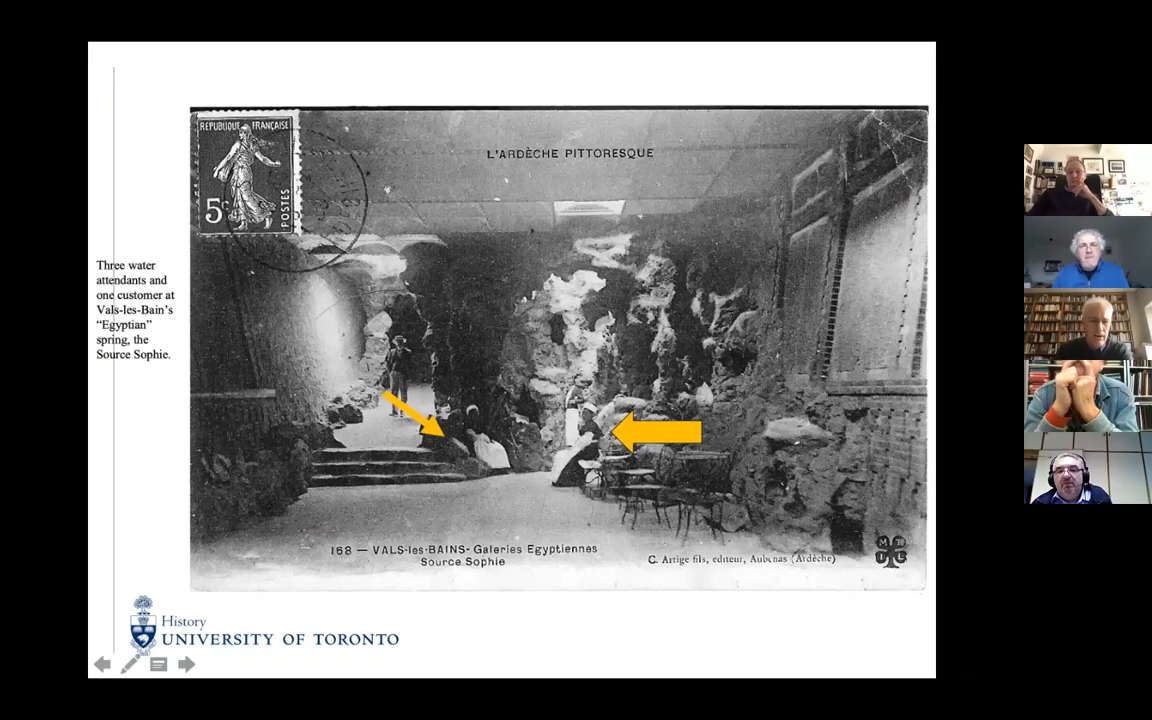 REPUBLIQUE FRANÇAISE
5c
POSTES
L'ARDÈCHE PITTORESQUE
Three water
attendants and
one customer at
Vals-les-Bain's
“Egyptian”
spring, the
Source Sophie.
168 — VALS-les-BAINS- Galeries Egyptiennes
Source Sophie
C. Artige fils, editeur, Aubenas (Ardèche)
History
UNIVERSITY OF TORONTO